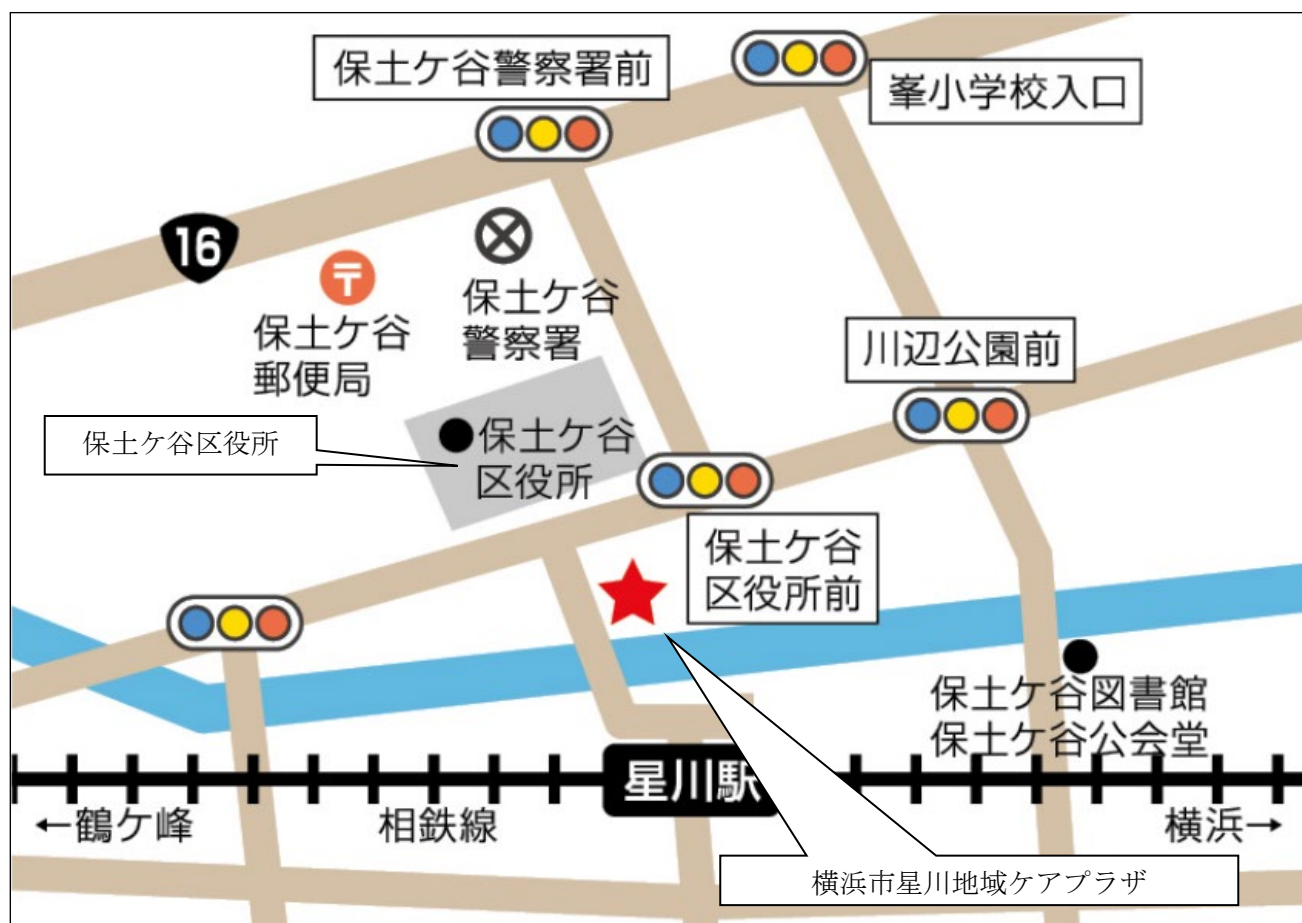 保土ケ谷警察署前
峯小学校入口
16
〒
保土ケ谷
郵便局
保土ケ谷
警察署
川辺公園前
保土ケ谷区役所
保土ケ谷
区役所
保土ケ谷
区役所前
保土ケ谷図書館
保土ケ谷公会堂
星川駅
←鶴ケ峰
相鉄線
横浜→
横浜市星川地域ケアプラザ